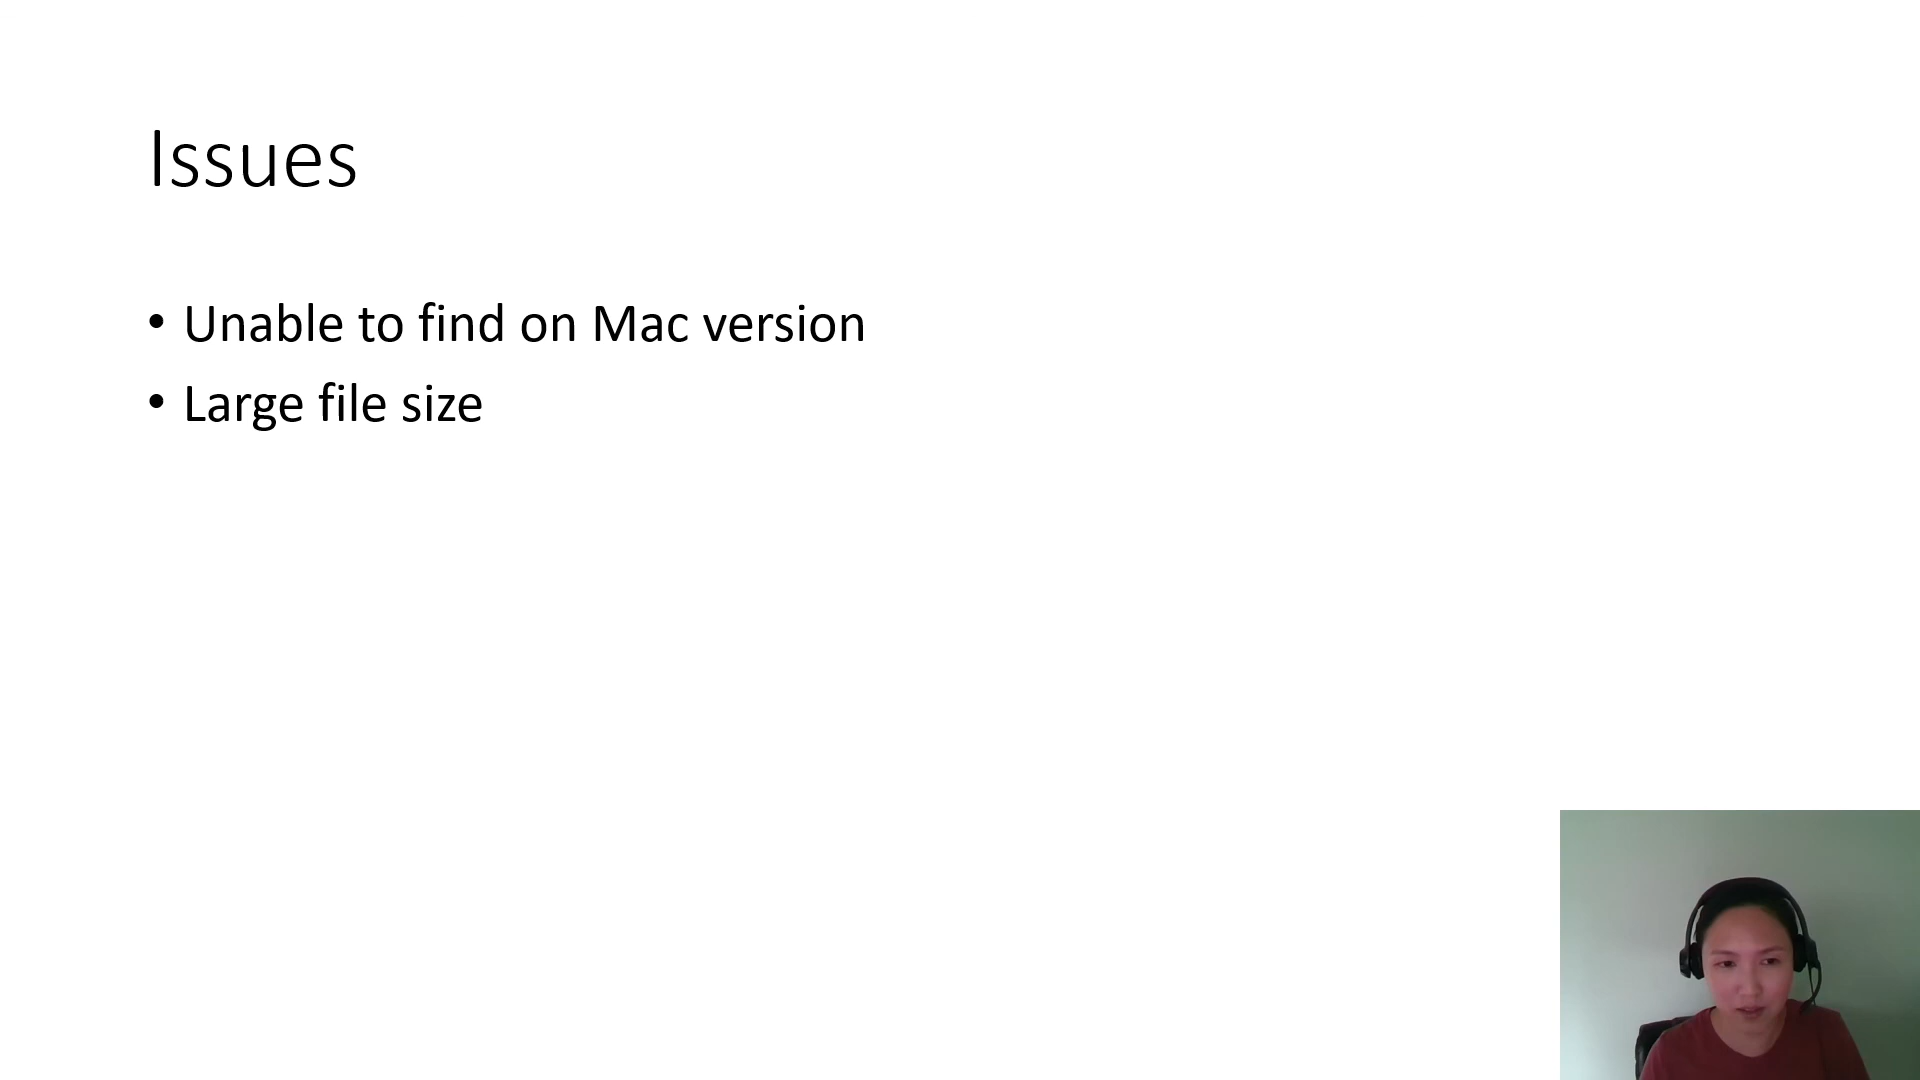 Issues
• Unable to find on Mac version
• Large file size